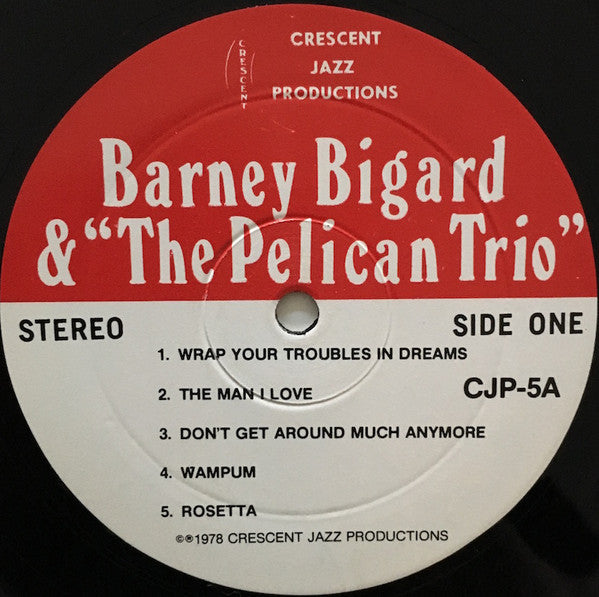 CRESCENT
CRESCENT
JAZZ
PRODUCTIONS
Barney Bigard
& “The Pelican Trio”
STEREO
SIDE ONE
1. WRAP YOUR TROUBLES IN DREAMS
2. THE MAN I LOVE
CJP-5A
3. DON'T GET AROUND MUCH ANYMORE
4. WAMPUM
5. ROSETTA
©℗1978 CRESCENT JAZZ PRODUCTIONS